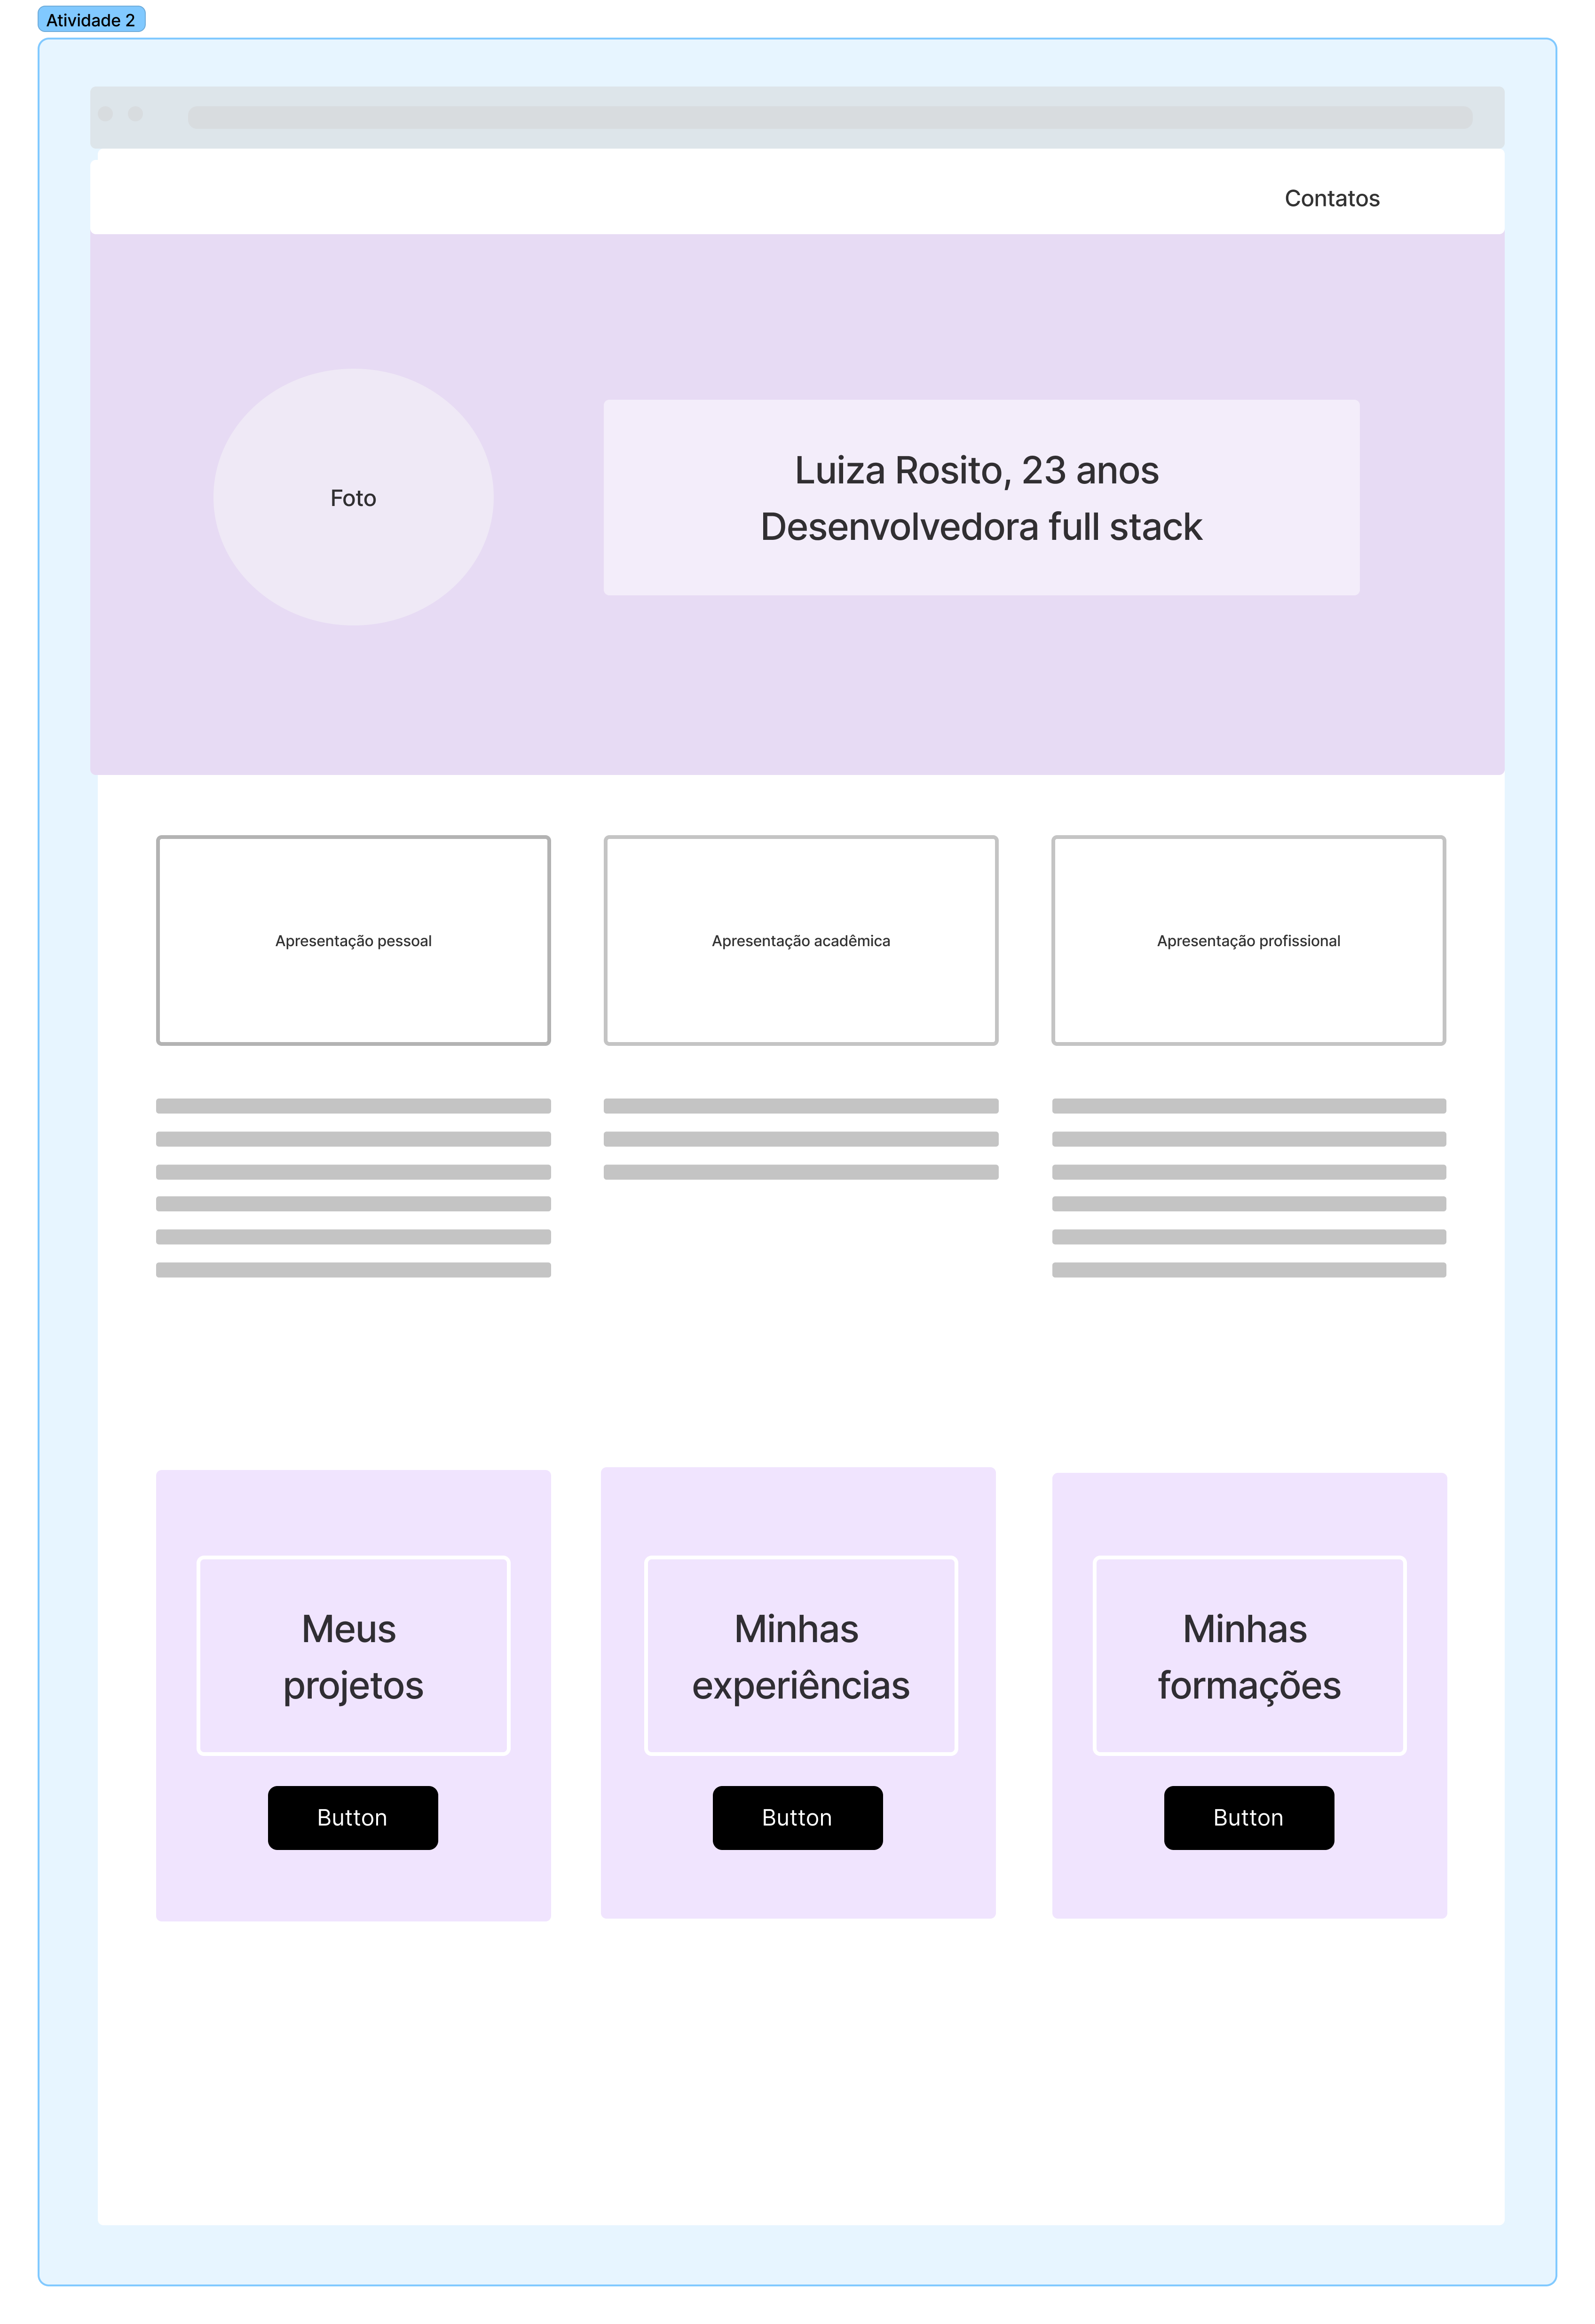 Atividade 2
Contatos
Foto
Luiza Rosito, 23 anos
Desenvolvedora full stack
Apresentação pessoal
Apresentação acadêmica
Apresentação profissional
Meus
projetos
Button
Minhas
experiências
Button
Minhas
formações
Button